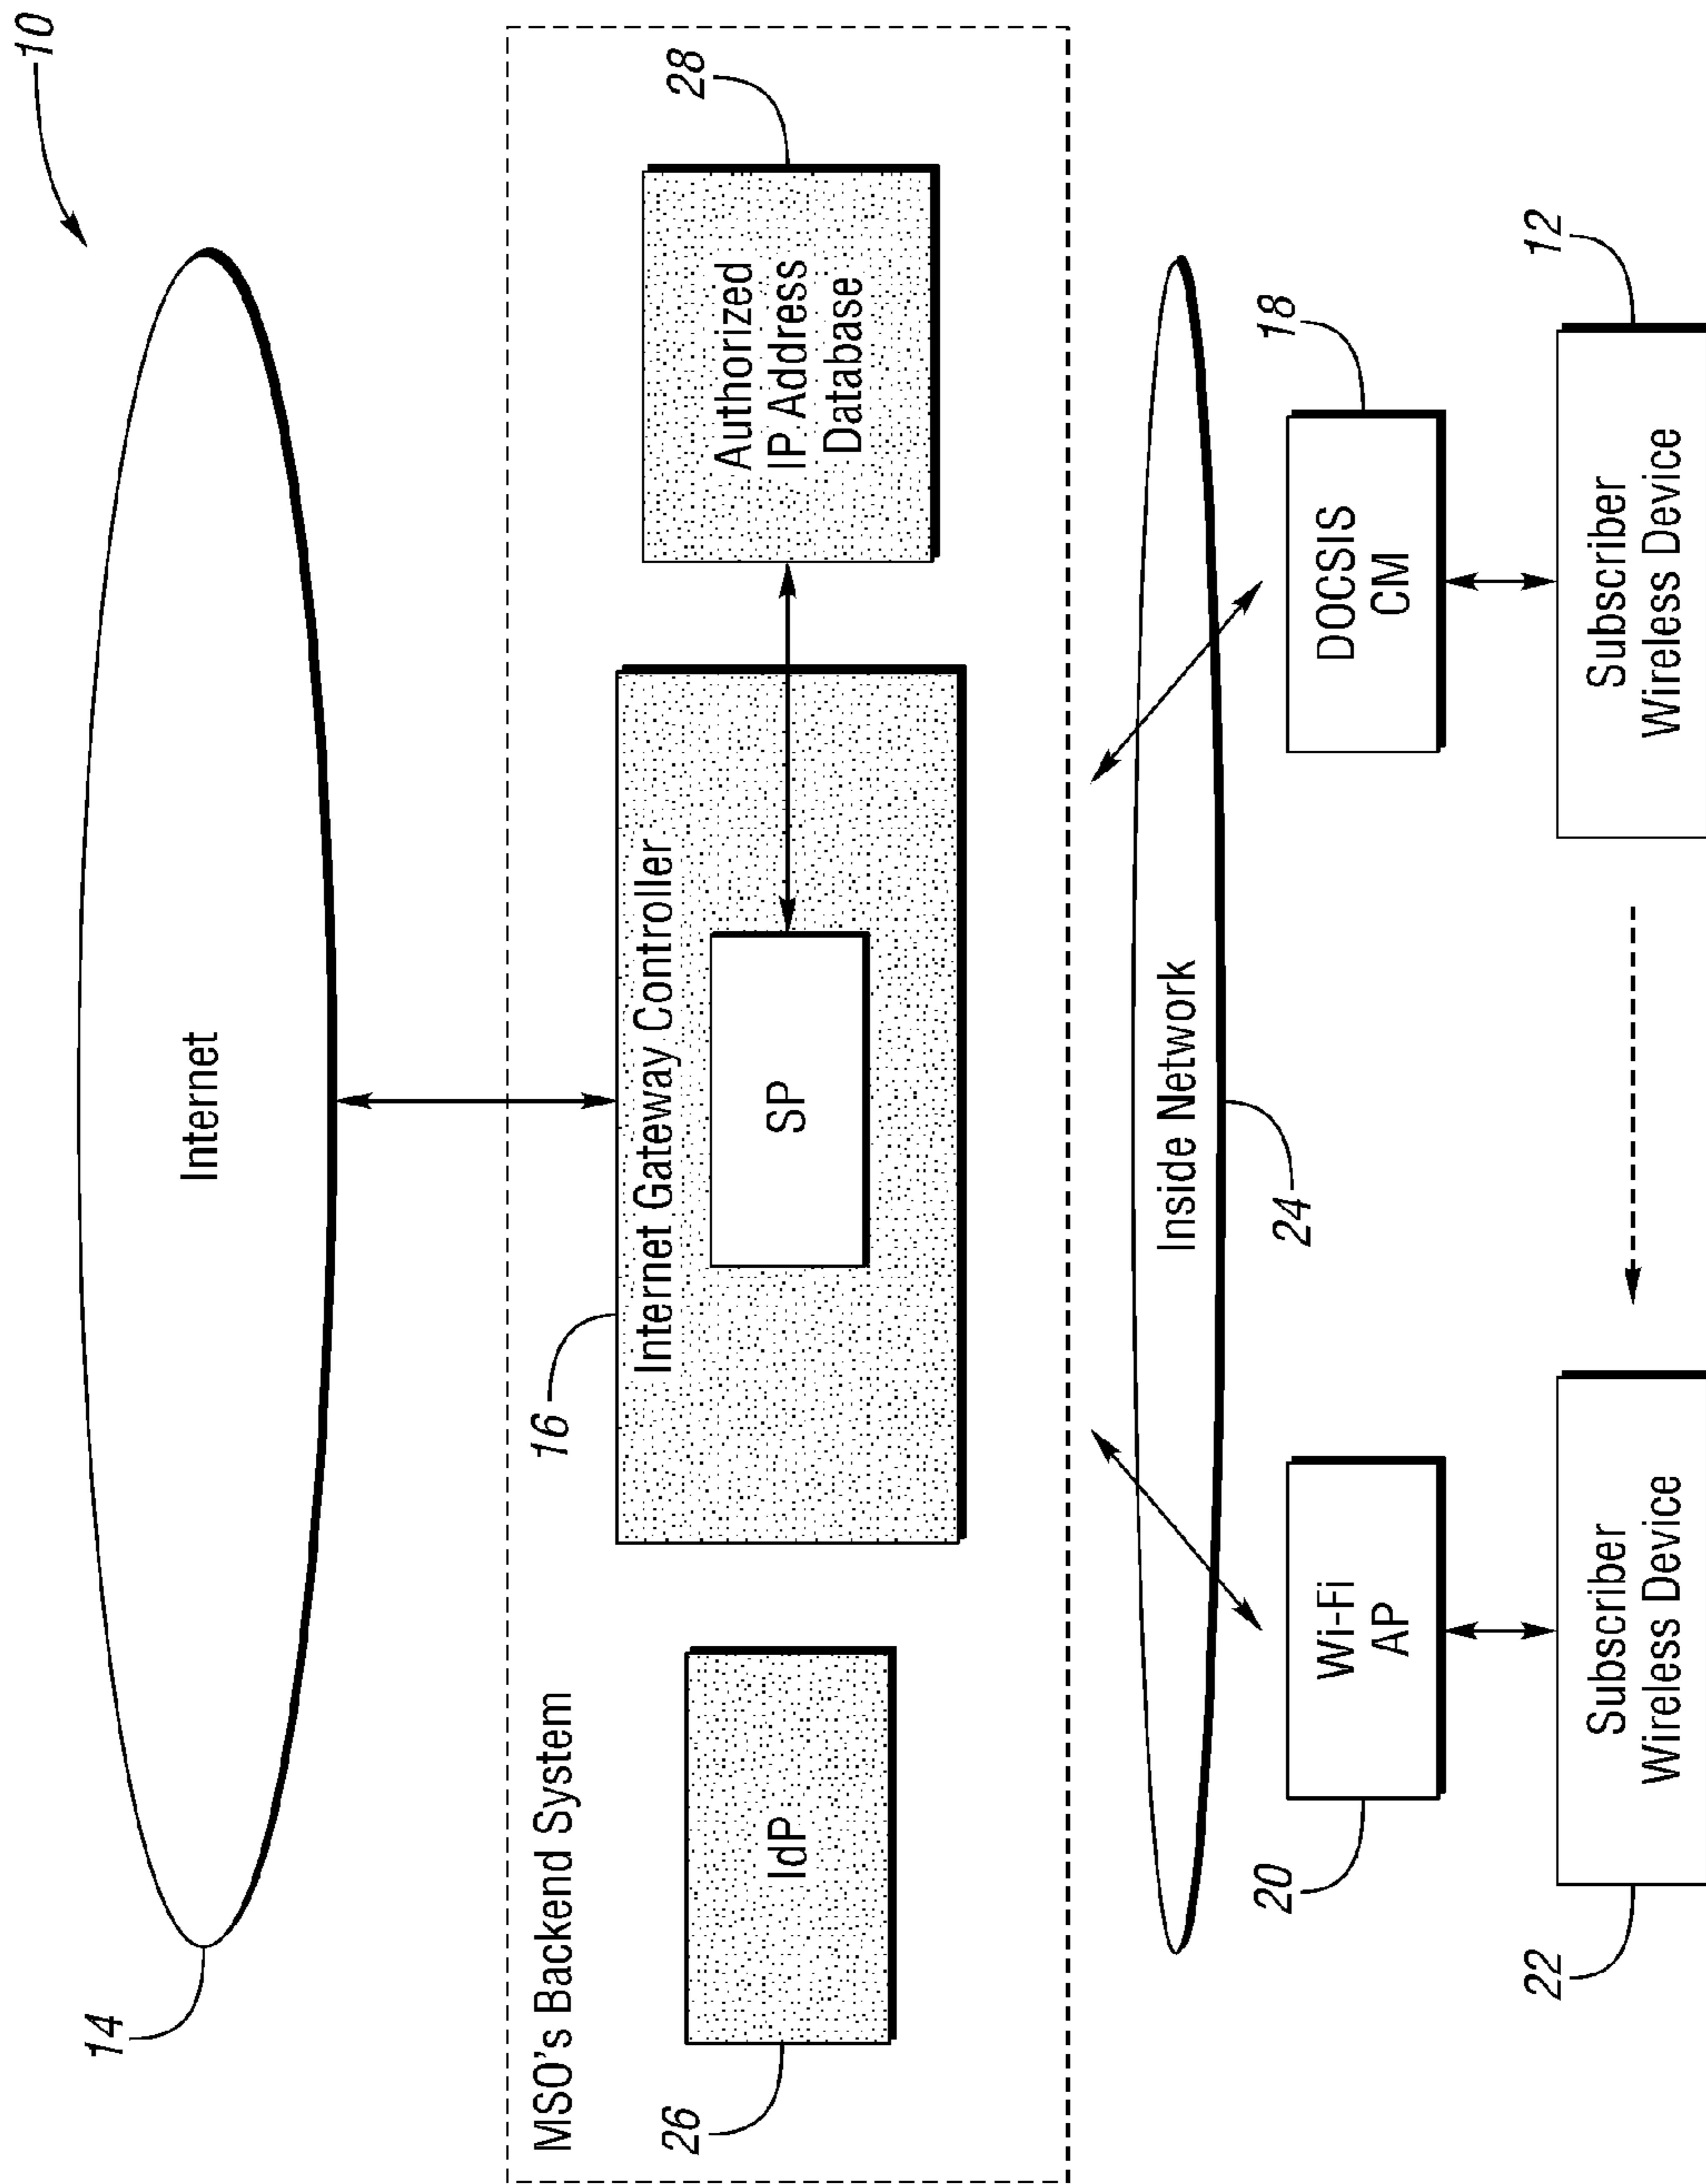 10
Internet
14
MSO's Backend System
16
Internet Gateway Controller
SP
IdP
26
Authorized
IP Address
Database
28
Inside Network
24
Wi-Fi
AP
20
DOCSIS
CM
18
Subscriber
Wireless Device
22
Subscriber
Wireless Device
12